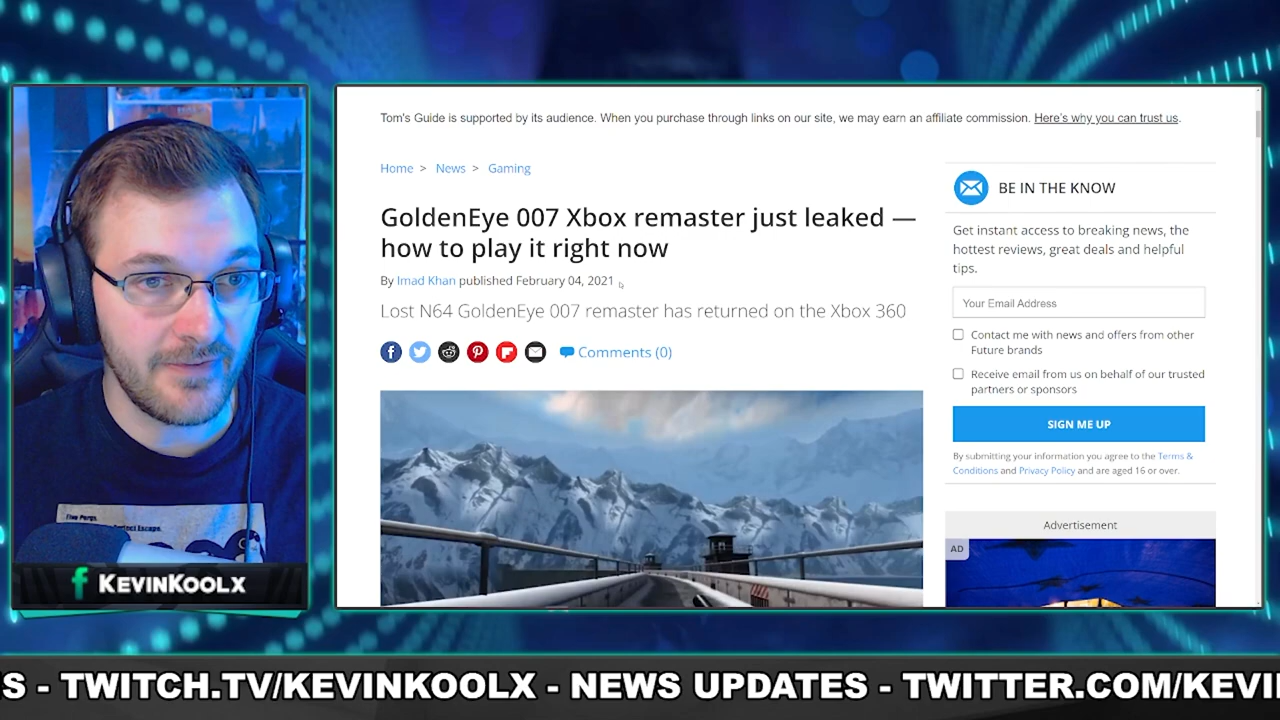 Tom's Guide is supported by its audience. When you purchase through links on our site, we may earn an affiliate commission. Here's why you can trust us.
Home > News > Gaming
GoldenEye 007 Xbox remaster just leaked —
how to play it right now
By Imad Khan published February 04, 2021
Lost N64 GoldenEye 007 remaster has returned on the Xbox 360
Comments (0)
BE IN THE KNOW
Get instant access to breaking news, the
hottest reviews, great deals and helpful
tips.
Your Email Address
Contact me with news and offers from other
Future brands
Receive email from us on behalf of our trusted
partners or sponsors
SIGN ME UP
By submitting your information you agree to the Terms &
Conditions and Privacy Policy and are aged 16 or over.
Advertisement
AD
f KEVINKOOLX
S - TWITCH.TV/KEVINKOOLX - NEWS UPDATES - TWITTER.COM/KEVI